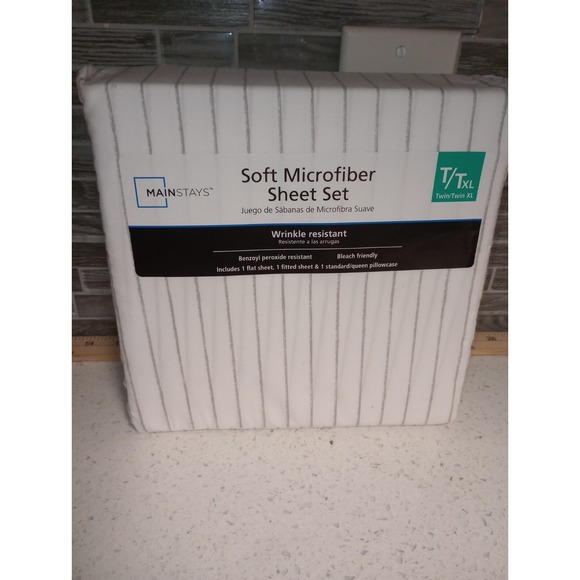 MAINSTAYS™
Soft Microfiber
Sheet Set
Juego de Sábanas de Microfibra Suave
T/TXL
Twin/Twin XL
Wrinkle resistant
Resistente a las arrugas
Benzoyl peroxide resistant Bleach friendly
Includes 1 flat sheet, 1 fitted sheet & 1 standard/queen pillowcase